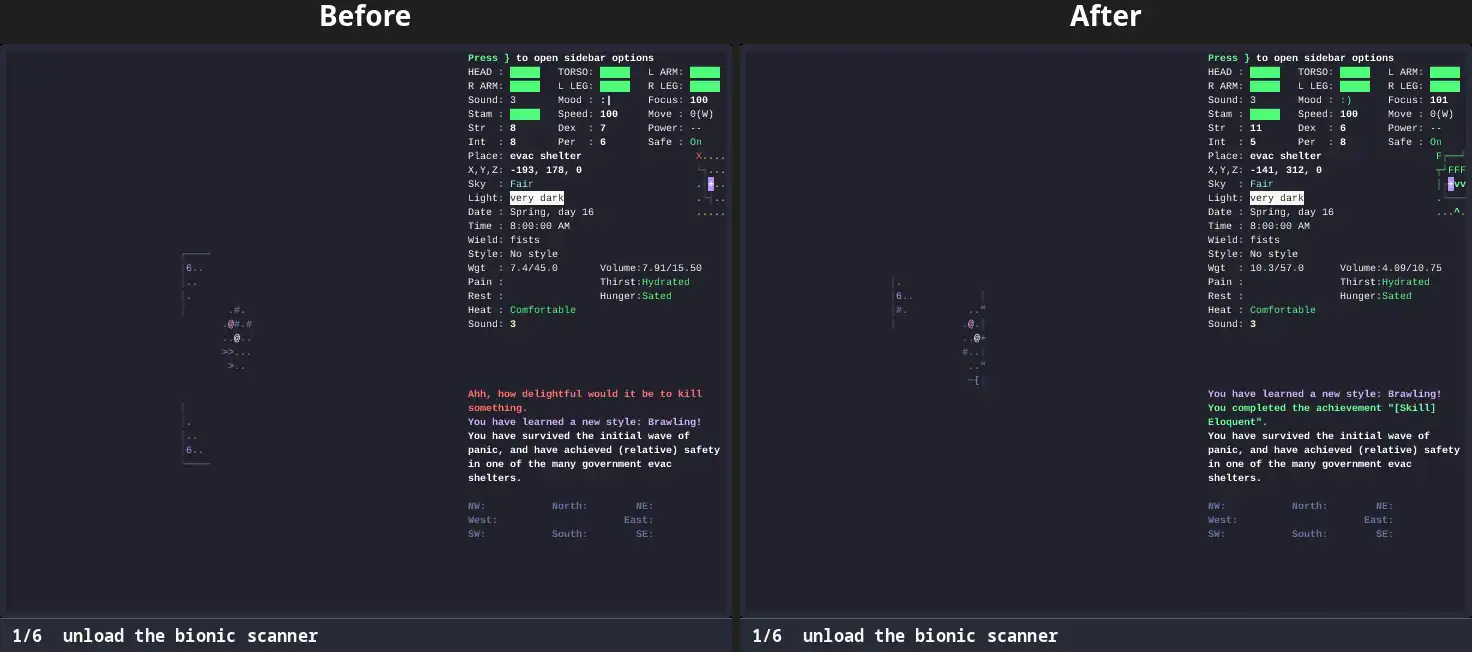 Before
Press } to open sidebar options
HEAD : TORSO: L ARM:
R ARM: L LEG: R LEG:
Sound: 3 Mood : :| Focus: 100
Stam : Speed: 100 Move : 0(W)
Str : 8 Dex : 7 Power: --
Int : 8 Per : 6 Safe : On
Place: evac shelter
X....
X,Y,Z: -193, 178, 0
Sky : Fair
Light: very dark
Date : Spring, day 16
.....
Time : 8:00:00 AM
Wield: fists
Style: No style
Wgt : 7.4/45.0 Volume:7.91/15.50
Pain : Thirst:Hydrated
Rest : Hunger:Sated
Heat : Comfortable
Sound: 3
6..
..
.
.#.
.@#.#
..@..
>>...
>..
.
..
6..
Ahh, how delightful would it be to kill
something.
You have learned a new style: Brawling!
You have survived the initial wave of
panic, and have achieved (relative) safety
in one of the many government evac
shelters.
NW: North: NE:
West: East:
SW: South: SE:
1/6 unload the bionic scanner
After
Press } to open sidebar options
HEAD : TORSO: L ARM:
R ARM: L LEG: R LEG:
Sound: 3 Mood : :) Focus: 101
Stam : Speed: 100 Move : 0(W)
Str : 11 Dex : 6 Power: --
Int : 5 Per : 8 Safe : On
Place: evac shelter
F
X,Y,Z: -141, 312, 0
FFF
Sky : Fair
+vv
Light: very dark
Date : Spring, day 16
...^.
Time : 8:00:00 AM
Wield: fists
Style: No style
Wgt : 10.3/57.0 Volume:4.09/10.75
Pain : Thirst:Hydrated
Rest : Hunger:Sated
Heat : Comfortable
Sound: 3
.
6..
#.
.."
.@.
..@+
#..
.."
{
You have learned a new style: Brawling!
You completed the achievement "[Skill]
Eloquent".
You have survived the initial wave of
panic, and have achieved (relative) safety
in one of the many government evac
shelters.
NW: North: NE:
West: East:
SW: South: SE:
1/6 unload the bionic scanner